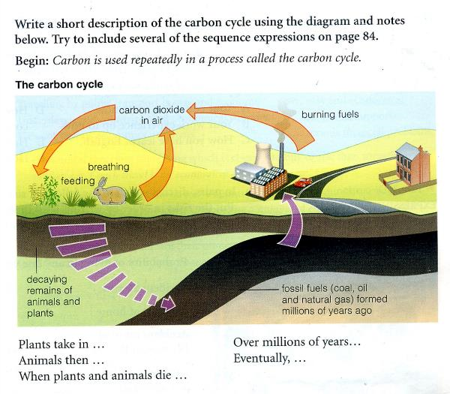 Write a short description of the carbon cycle using the diagram and notes
below. Try to include several of the sequence expressions on page 84.
Begin: Carbon is used repeatedly in a process called the carbon cycle.
The carbon cycle
carbon dioxide
in air
burning fuels
breathing
feeding
decaying
remains of
animals and
plants
fossil fuels (coal, oil
and natural gas) formed
millions of years ago
Plants take in …
Animals then …
When plants and animals die …
Over millions of years…
Eventually, …